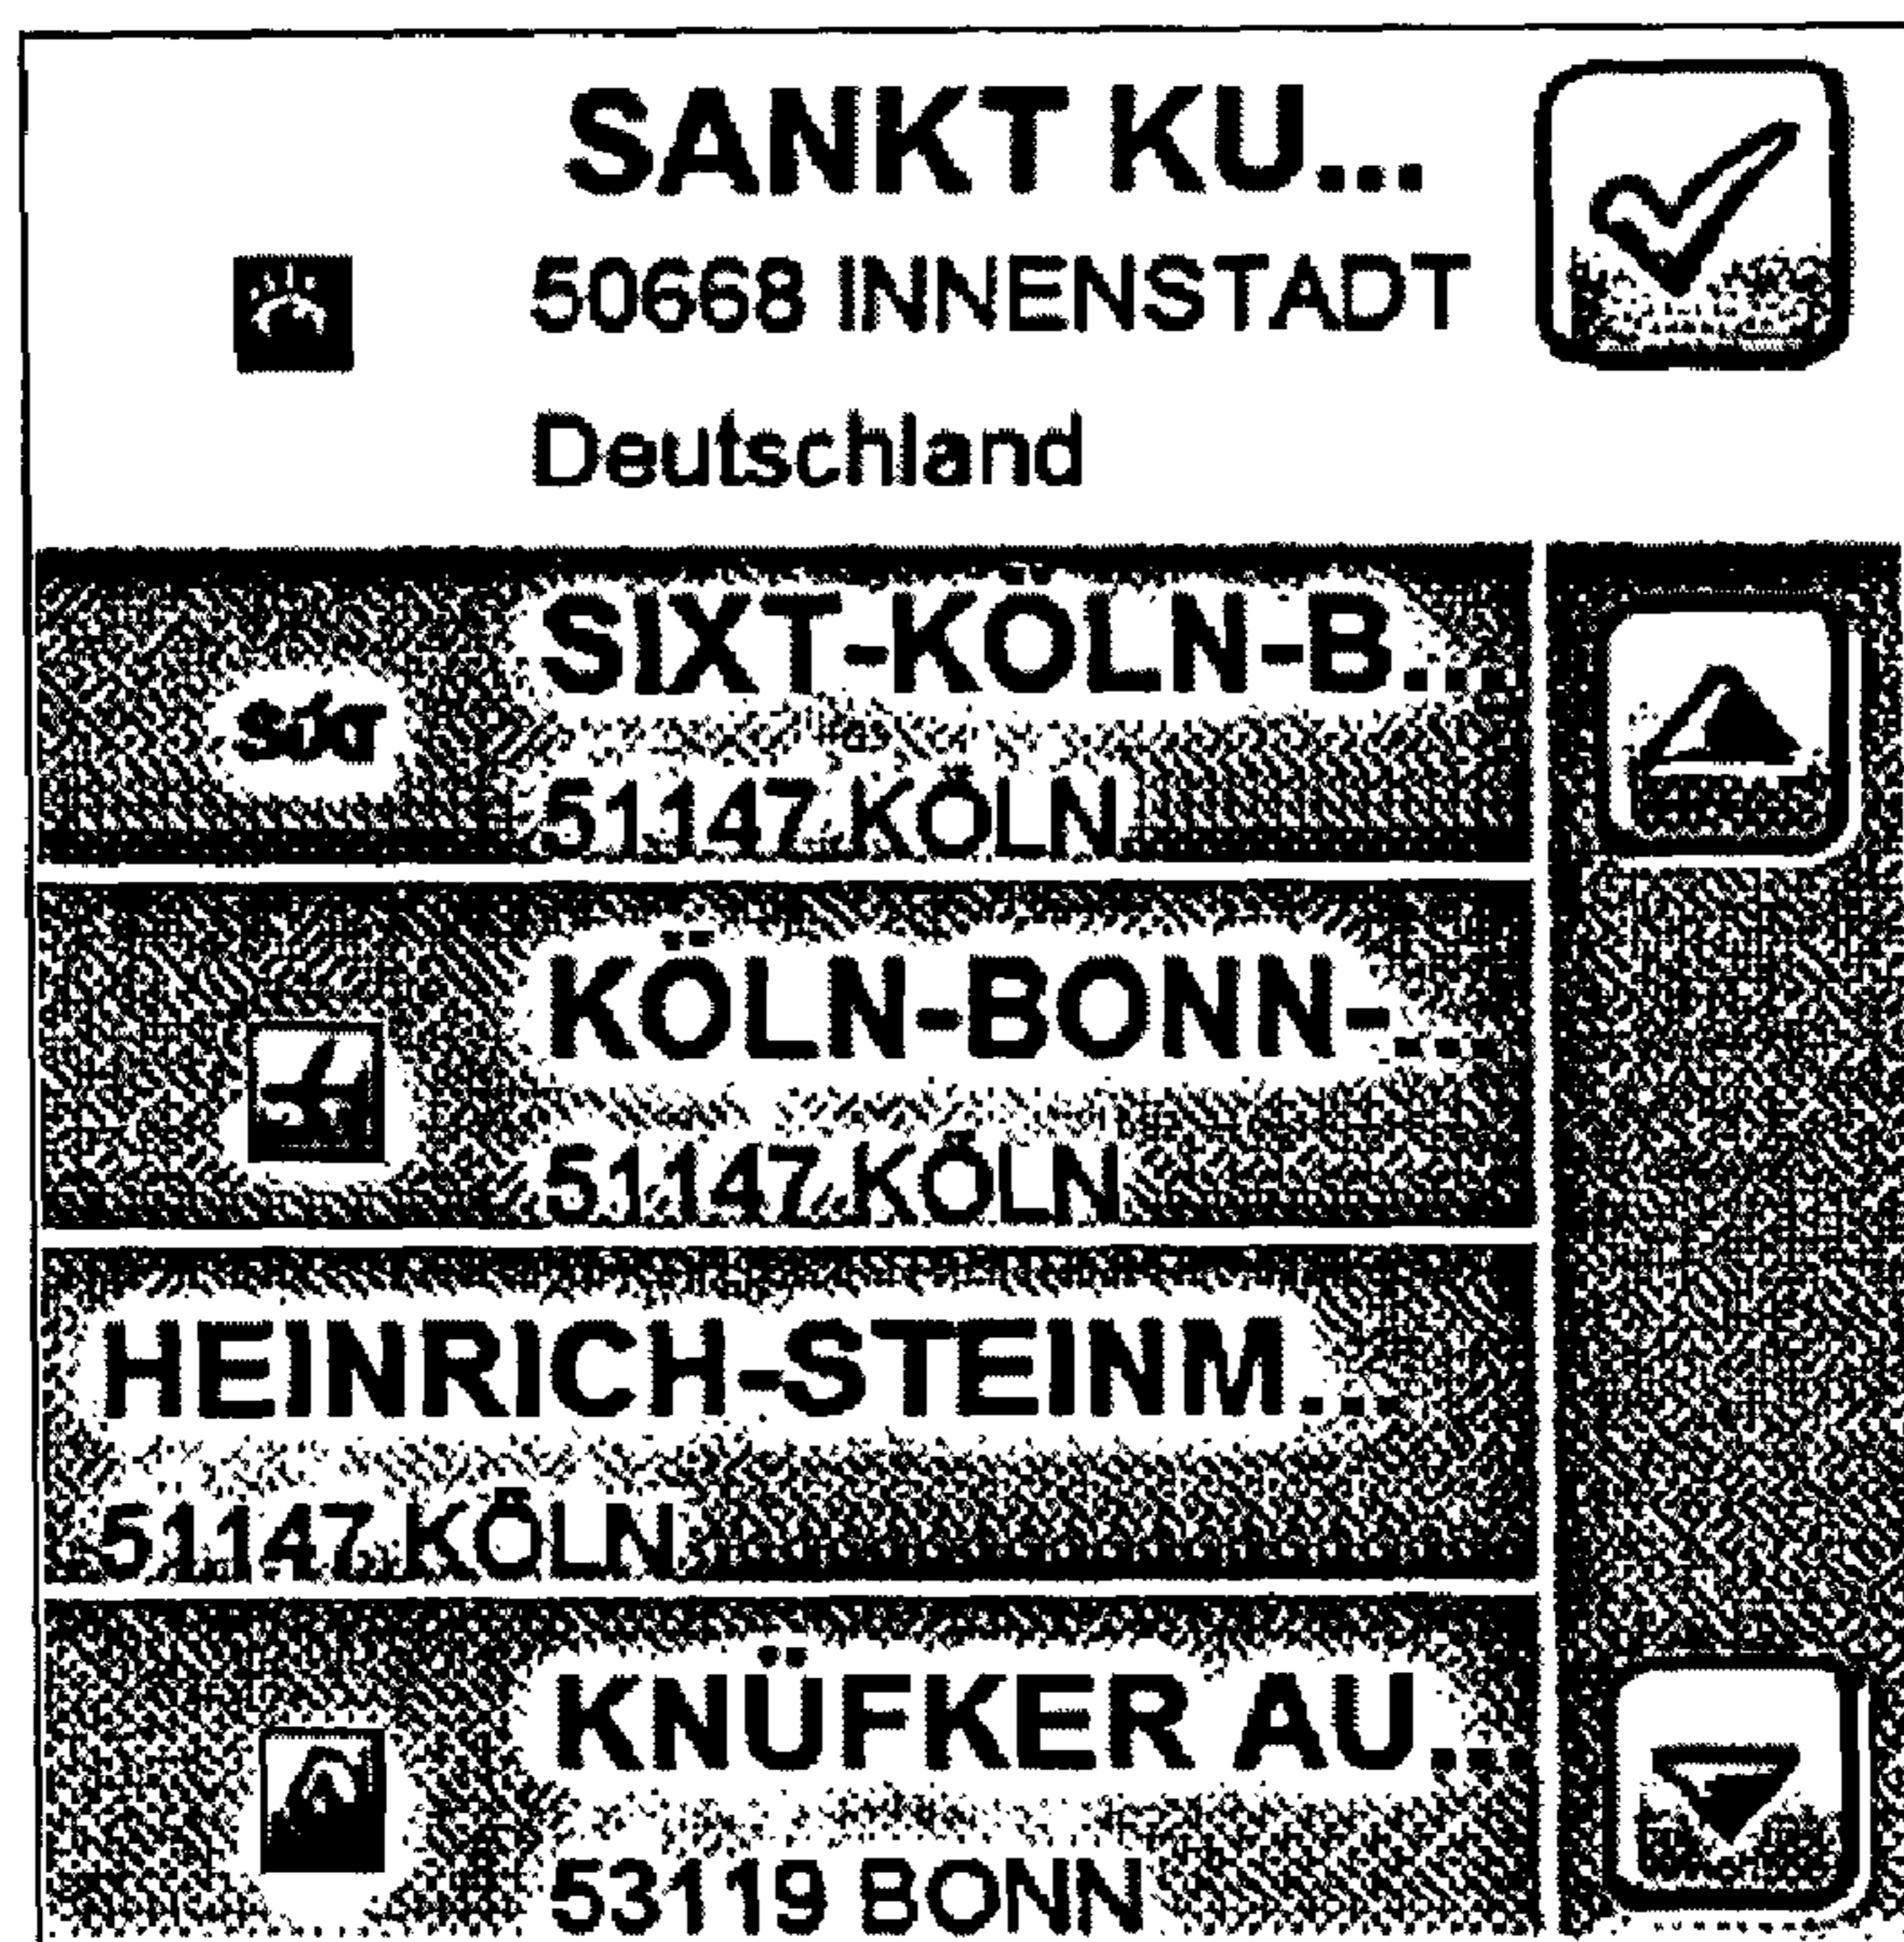 SANKT KU...
50668 INNENSTADT
Deutschland
SIXT-KÖLN-B...
sixt
51147 KÖLN
KÖLN-BONN-...
51147 KÖLN
HEINRICH-STEINM...
51147 KÖLN
KNÜFKER AU...
53119 BONN